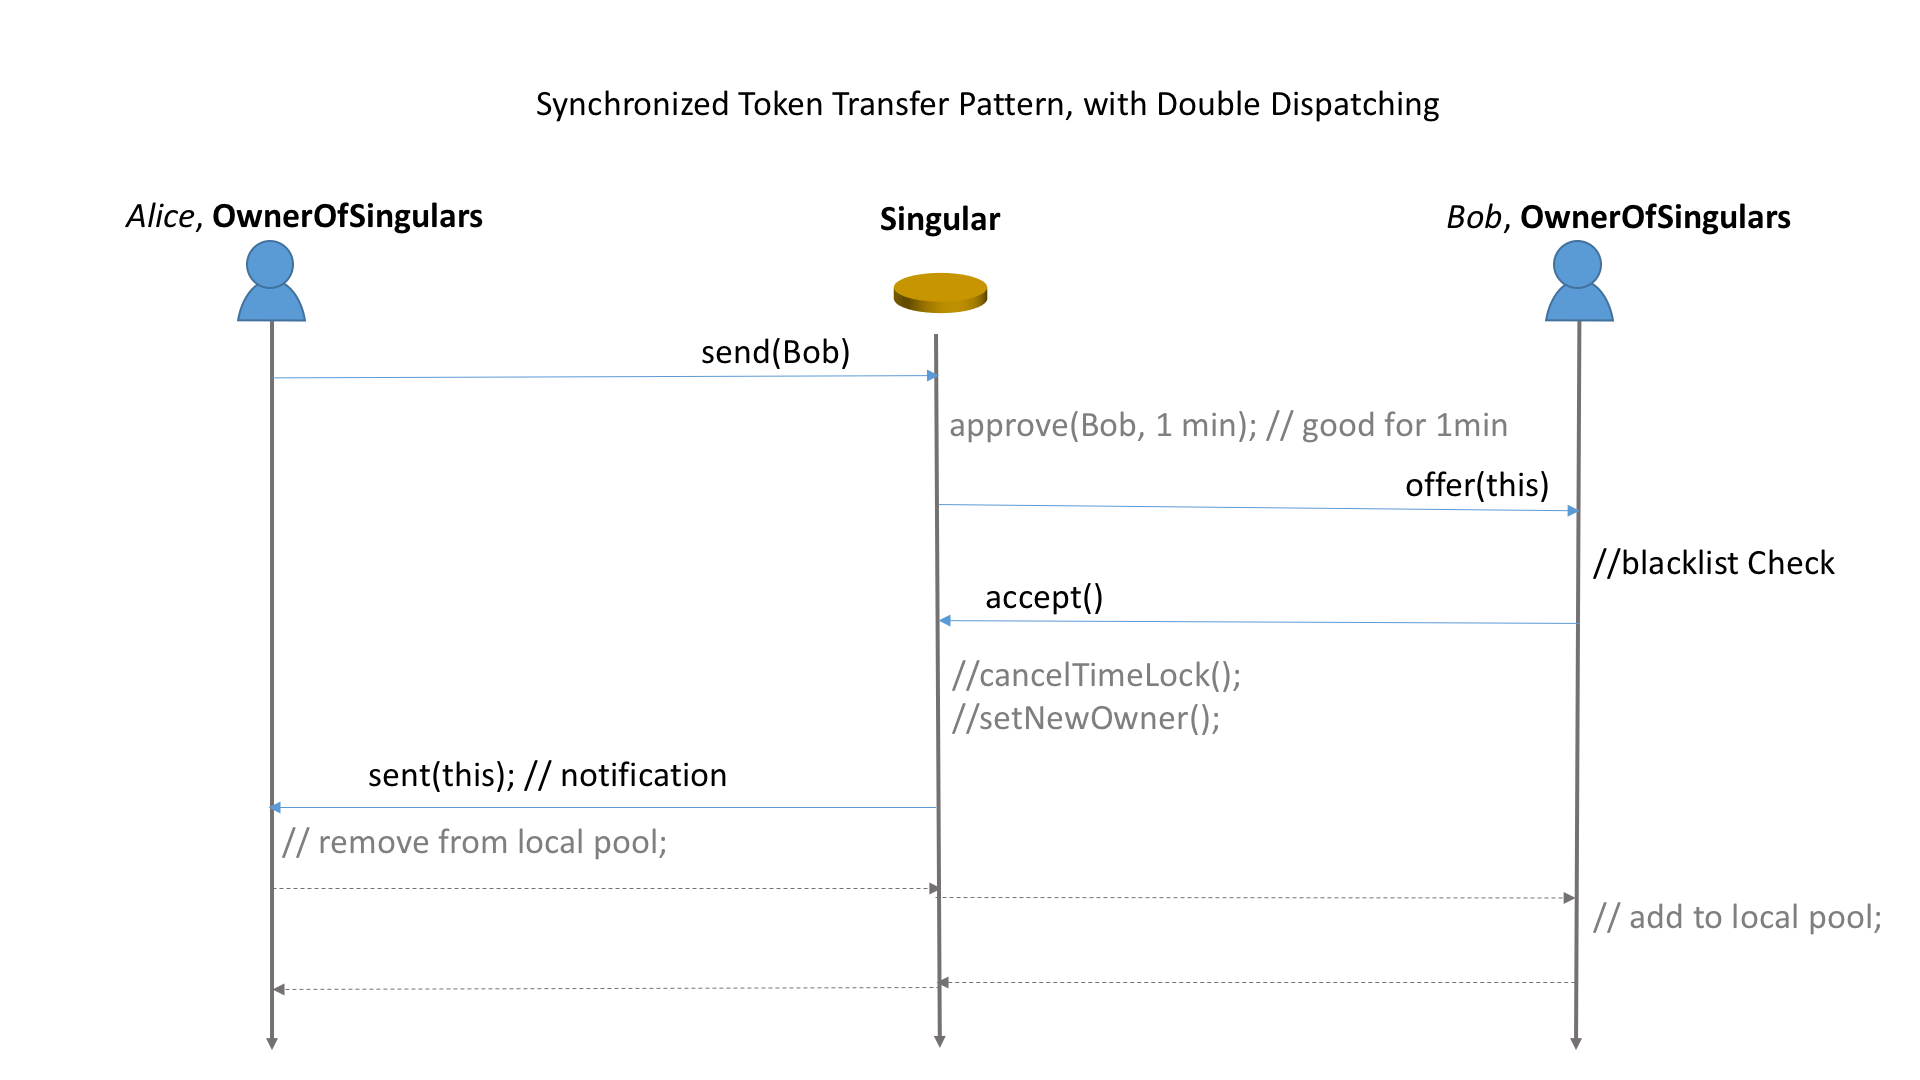 Synchronized Token Transfer Pattern, with Double Dispatching
Alice, OwnerOfSingulars
Singular
Bob, OwnerOfSingulars
send(Bob)
approve(Bob, 1 min); // good for 1min
offer(this)
//blacklist Check
accept()
//cancelTimeLock();
//setNewOwner();
sent(this); // notification
// remove from local pool;
// add to local pool;